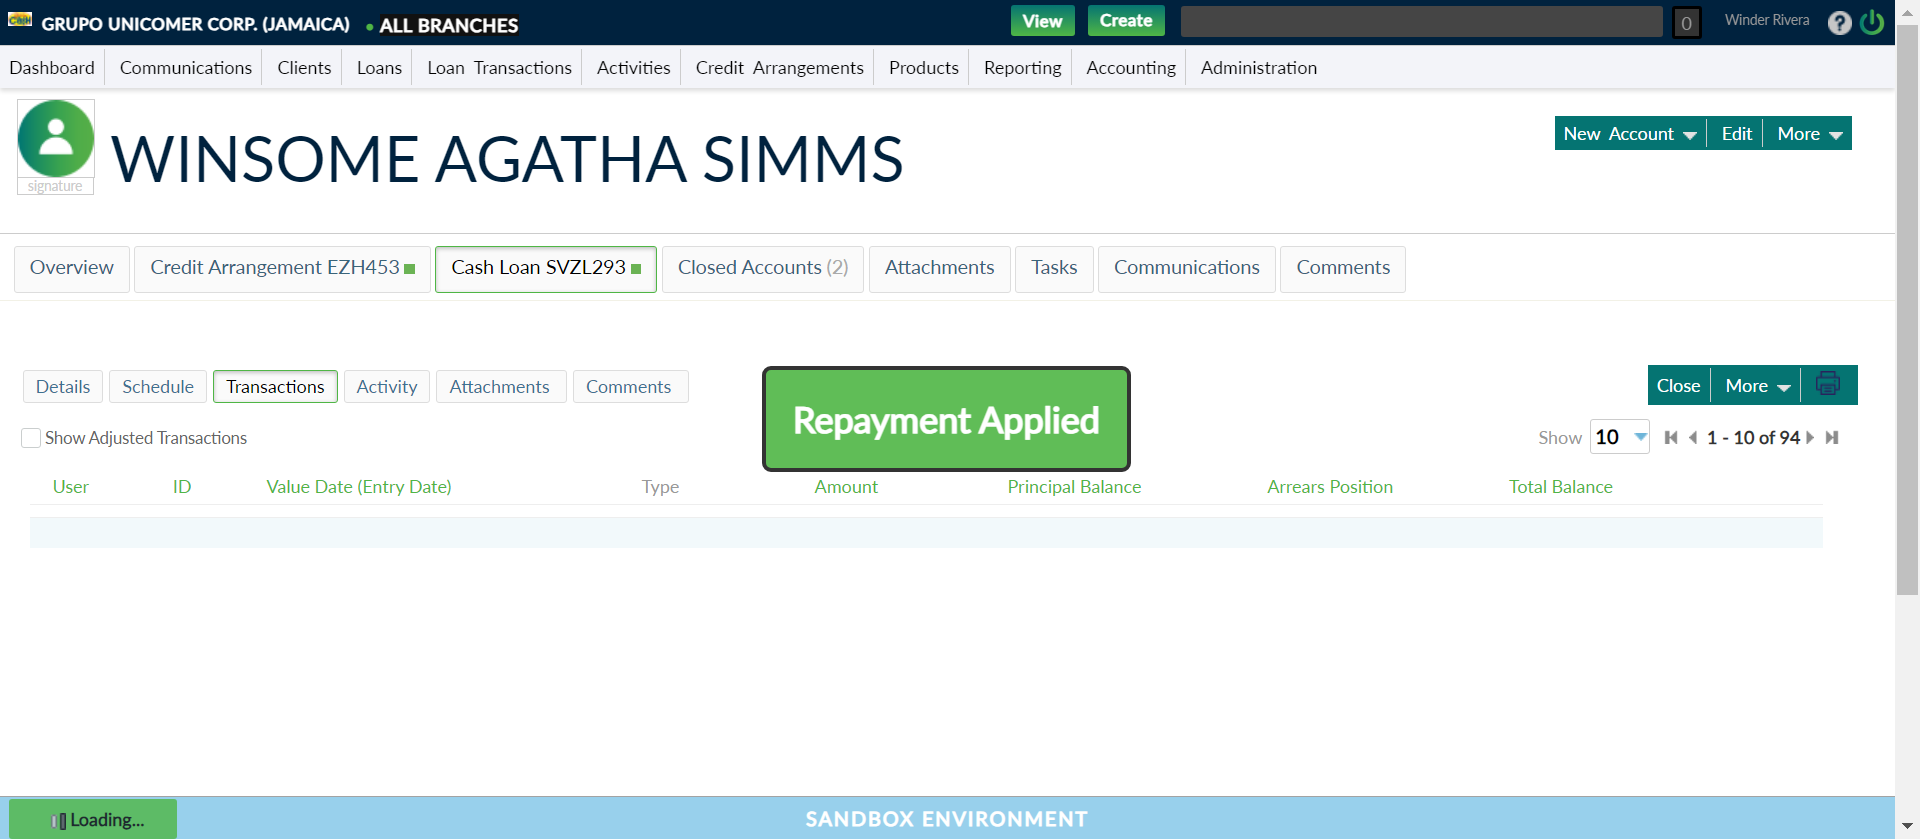 GRUPO UNICOMER CORP. (JAMAICA) ALL BRANCHES View Create 0 Winder Rivera ?
Dashboard Communications Clients Loans Loan Transactions Activities Credit Arrangements Products Reporting Accounting Administration
signature
WINSOME AGATHA SIMMS
New Account Edit More
Overview Credit Arrangement EZH453 Cash Loan SVZL293 Closed Accounts (2) Attachments Tasks Communications Comments
Details Schedule Transactions Activity Attachments Comments
Close More
Repayment Applied
Show Adjusted Transactions
Show 10 1 - 10 of 94
User ID Value Date (Entry Date) Type Amount Principal Balance Arrears Position Total Balance
Loading...
SANDBOX ENVIRONMENT